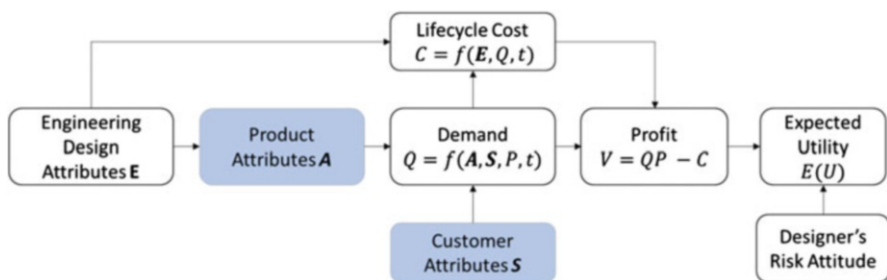 Lifecycle Cost
C = f(E, Q, t)
Engineering
Design
Attributes E
Product
Attributes A
Demand
Q = f(A, S, P, t)
Profit
V = QP − C
Expected
Utility
E(U)
Customer
Attributes S
Designer's
Risk Attitude